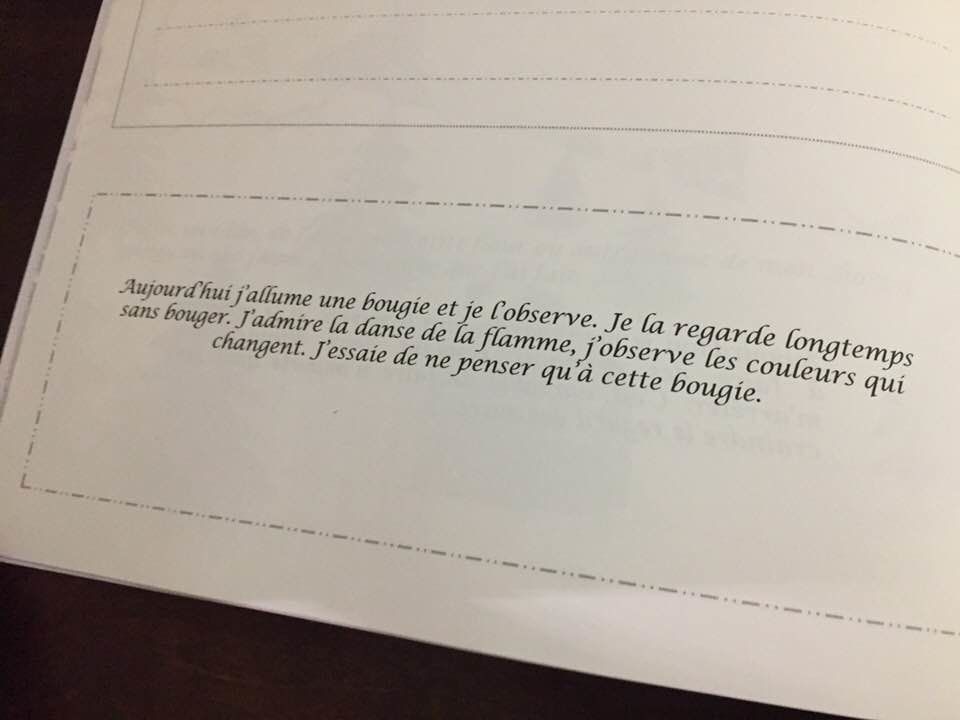 Aujourd'hui j'allume une bougie et je l'observe. Je la regarde longtemps
sans bouger. J'admire la danse de la flamme, j'observe les couleurs qui
changent. J'essaie de ne penser qu'à cette bougie.